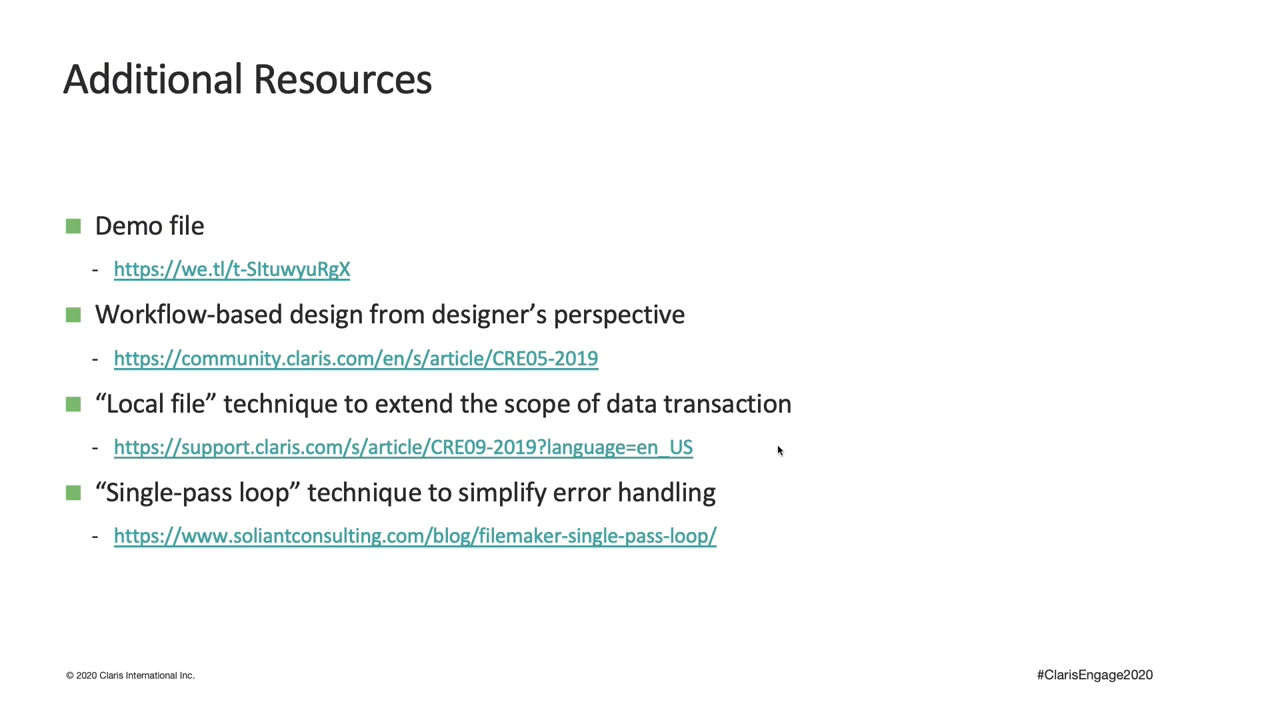 Additional Resources
Demo file
- https://we.tl/t-SItuwyuRgX
Workflow-based design from designer’s perspective
- https://community.claris.com/en/s/article/CRE05-2019
“Local file” technique to extend the scope of data transaction
- https://support.claris.com/s/article/CRE09-2019?language=en_US
“Single-pass loop” technique to simplify error handling
- https://www.soliantconsulting.com/blog/filemaker-single-pass-loop/
© 2020 Claris International Inc.
#ClarisEngage2020